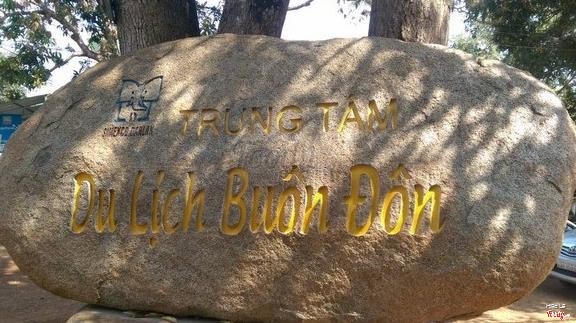 TRUNG TÂM
Du Lịch Buôn Đôn